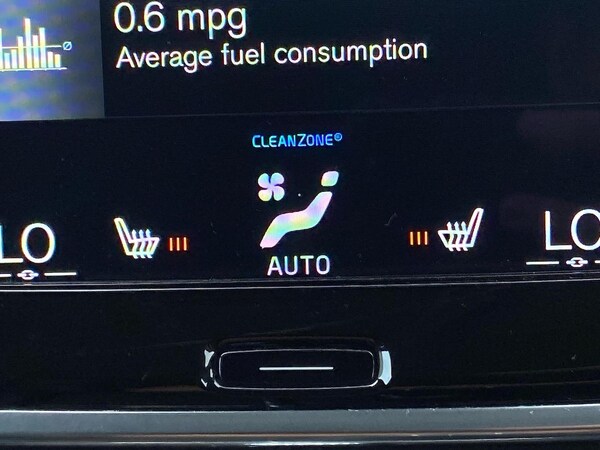 0.6 mpg
Average fuel consumption
CLEANZONE®
LO
LO
AUTO